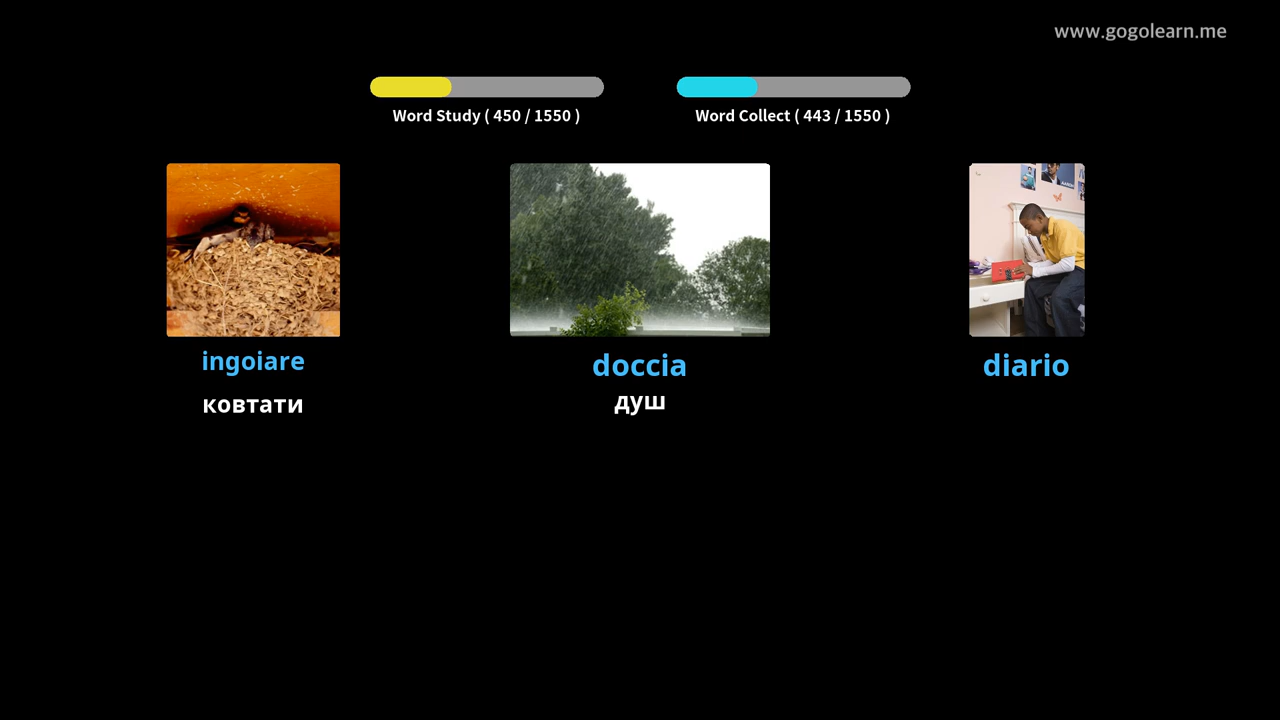 www.gogolearn.me
Word Study ( 450 / 1550 )
Word Collect ( 443 / 1550 )
ingoiare
doccia
diario
ковтати
душ